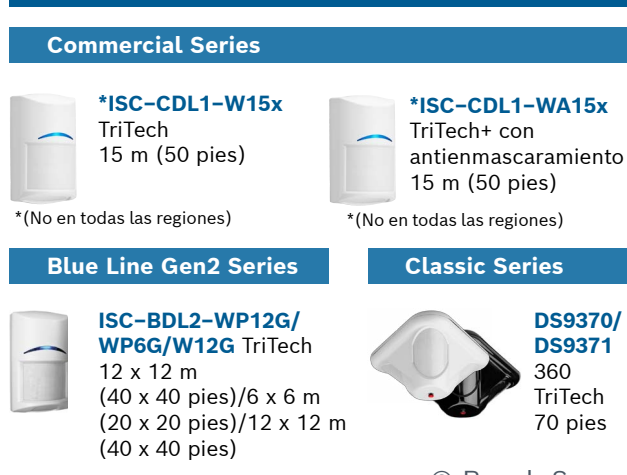 Commercial Series
*ISC–CDL1–W15x
TriTech
15 m (50 pies)
*(No en todas las regiones)
*ISC–CDL1–WA15x
TriTech+ con
antienmascaramiento
15 m (50 pies)
*(No en todas las regiones)
Blue Line Gen2 Series
ISC–BDL2–WP12G/
WP6G/W12G TriTech
12 x 12 m
(40 x 40 pies)/6 x 6 m
(20 x 20 pies)/12 x 12 m
(40 x 40 pies)
Classic Series
DS9370/
DS9371
360
TriTech
70 pies